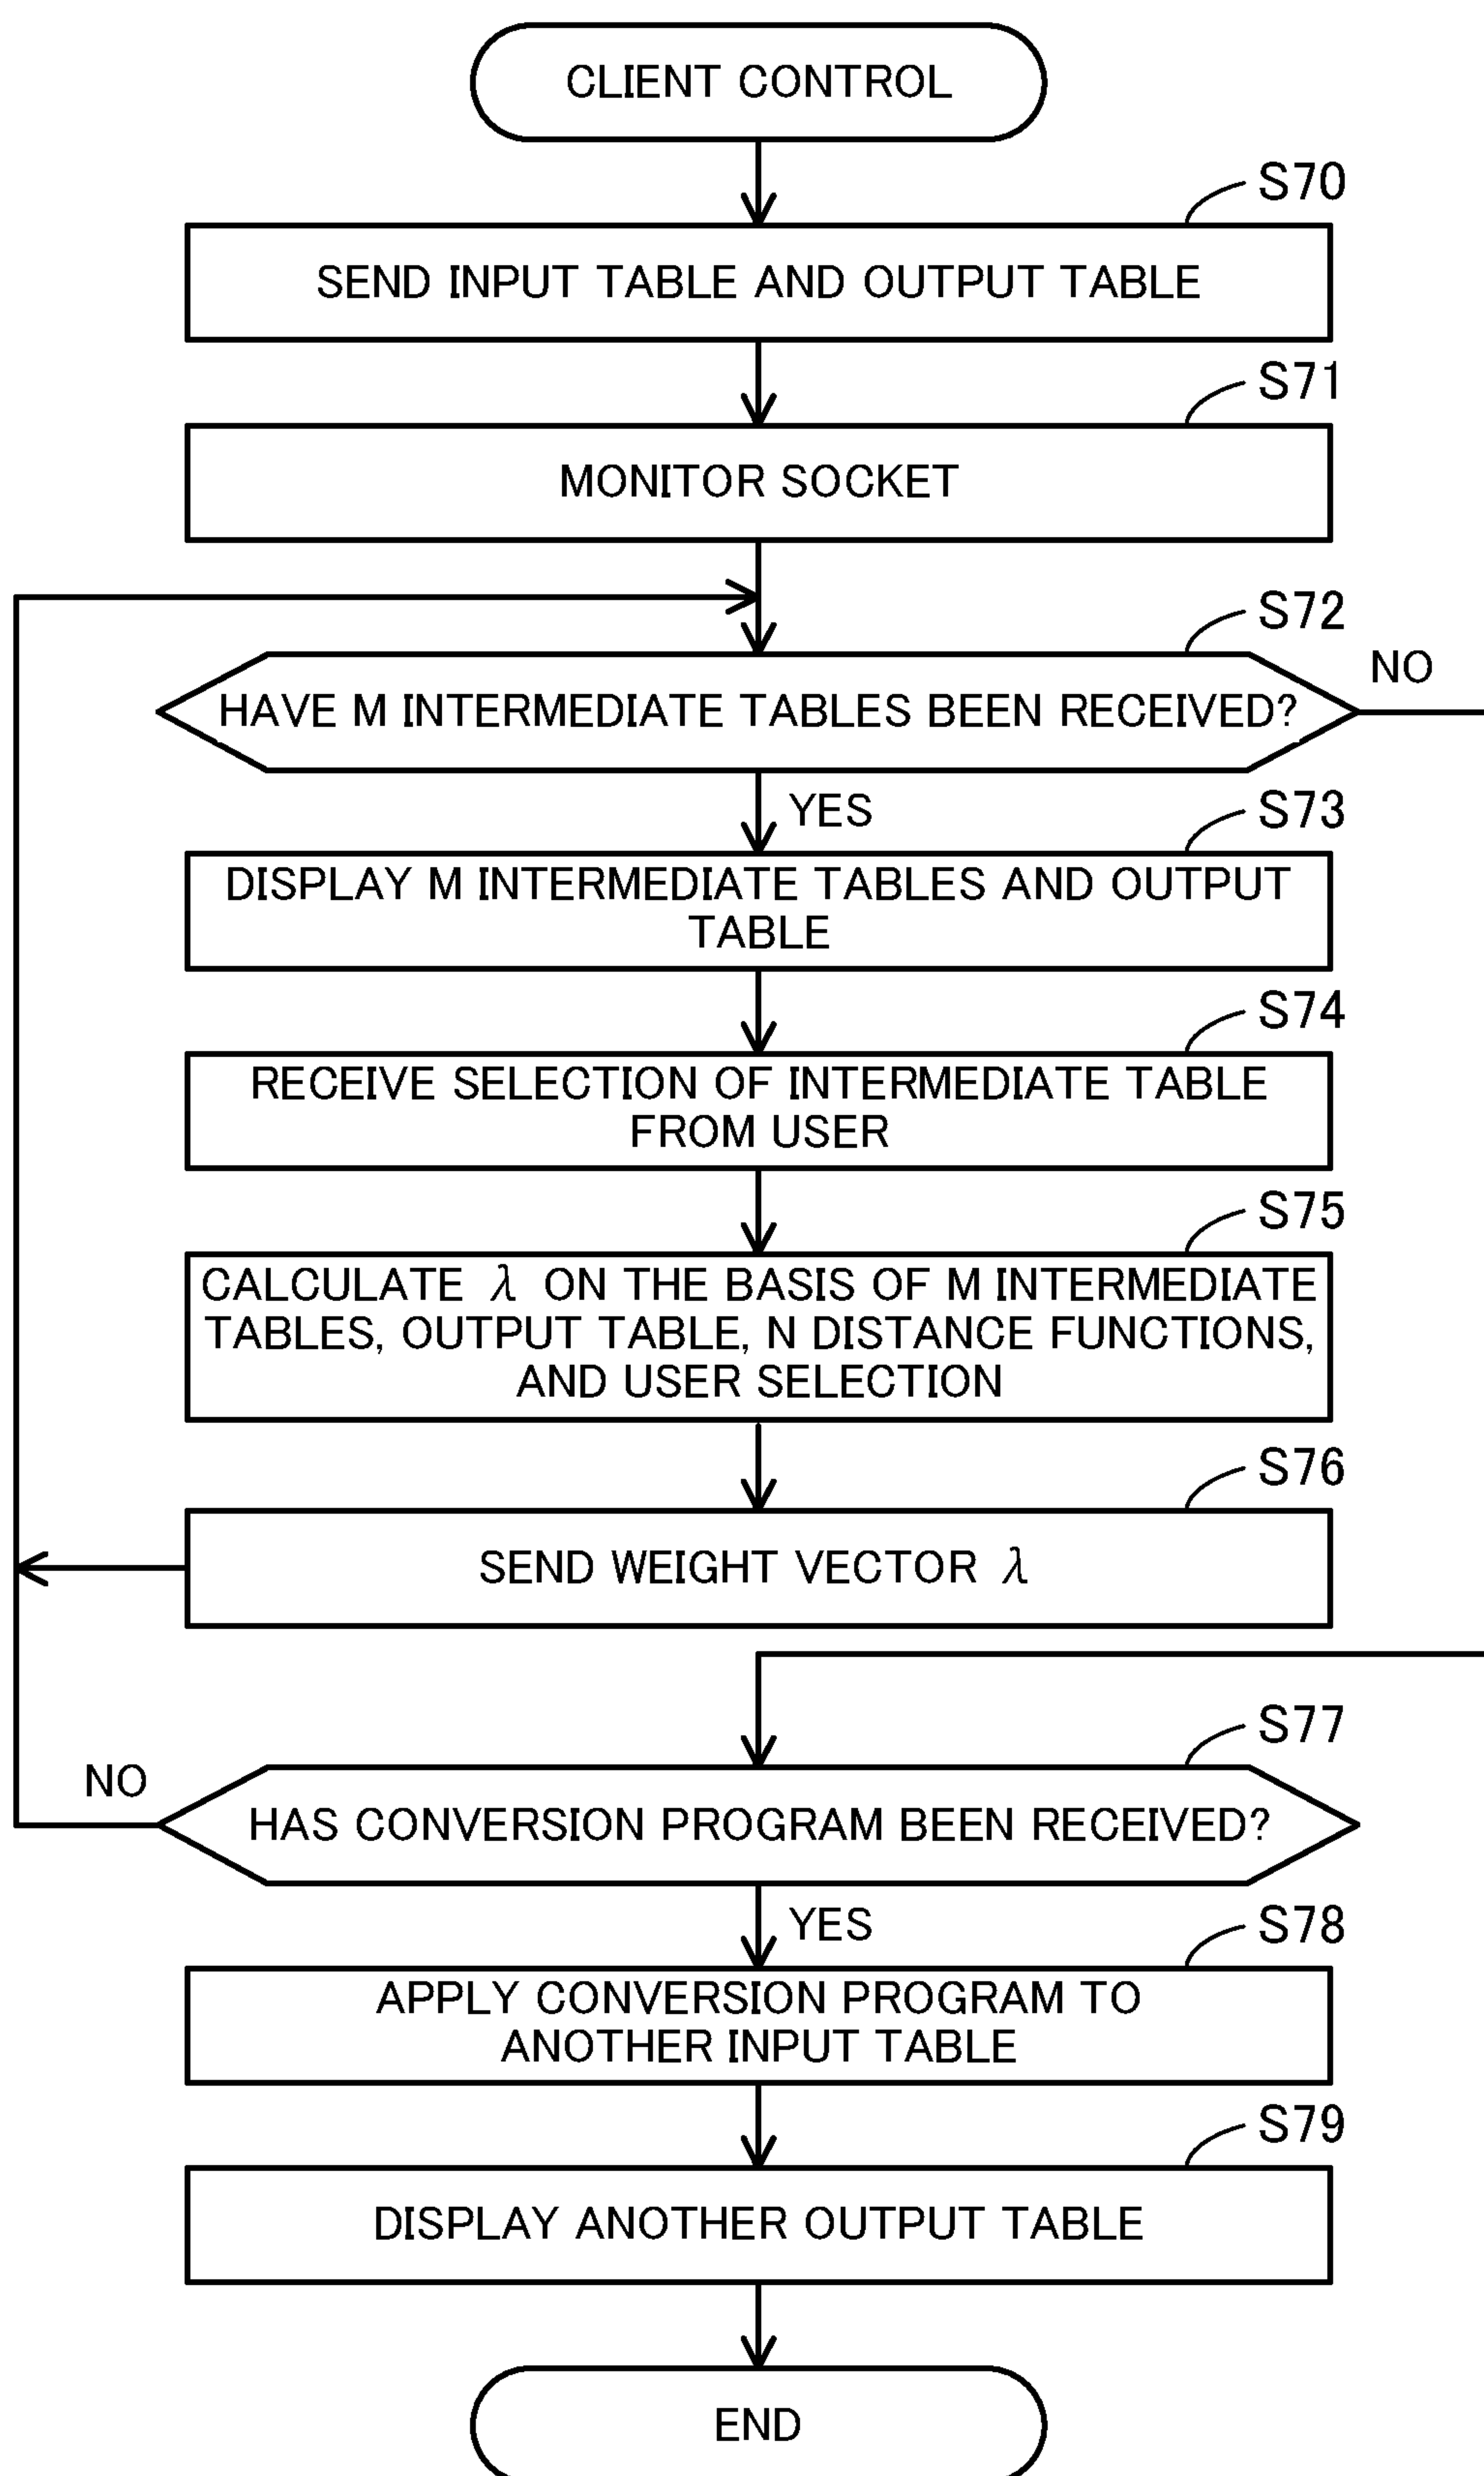 CLIENT CONTROL
S70
SEND INPUT TABLE AND OUTPUT TABLE
S71
MONITOR SOCKET
S72
NO
HAVE M INTERMEDIATE TABLES BEEN RECEIVED?
YES
S73
DISPLAY M INTERMEDIATE TABLES AND OUTPUT
TABLE
S74
RECEIVE SELECTION OF INTERMEDIATE TABLE
FROM USER
S75
CALCULATE λ ON THE BASIS OF M INTERMEDIATE
TABLES, OUTPUT TABLE, N DISTANCE FUNCTIONS,
AND USER SELECTION
S76
SEND WEIGHT VECTOR λ
S77
NO
HAS CONVERSION PROGRAM BEEN RECEIVED?
YES
S78
APPLY CONVERSION PROGRAM TO
ANOTHER INPUT TABLE
S79
DISPLAY ANOTHER OUTPUT TABLE
END